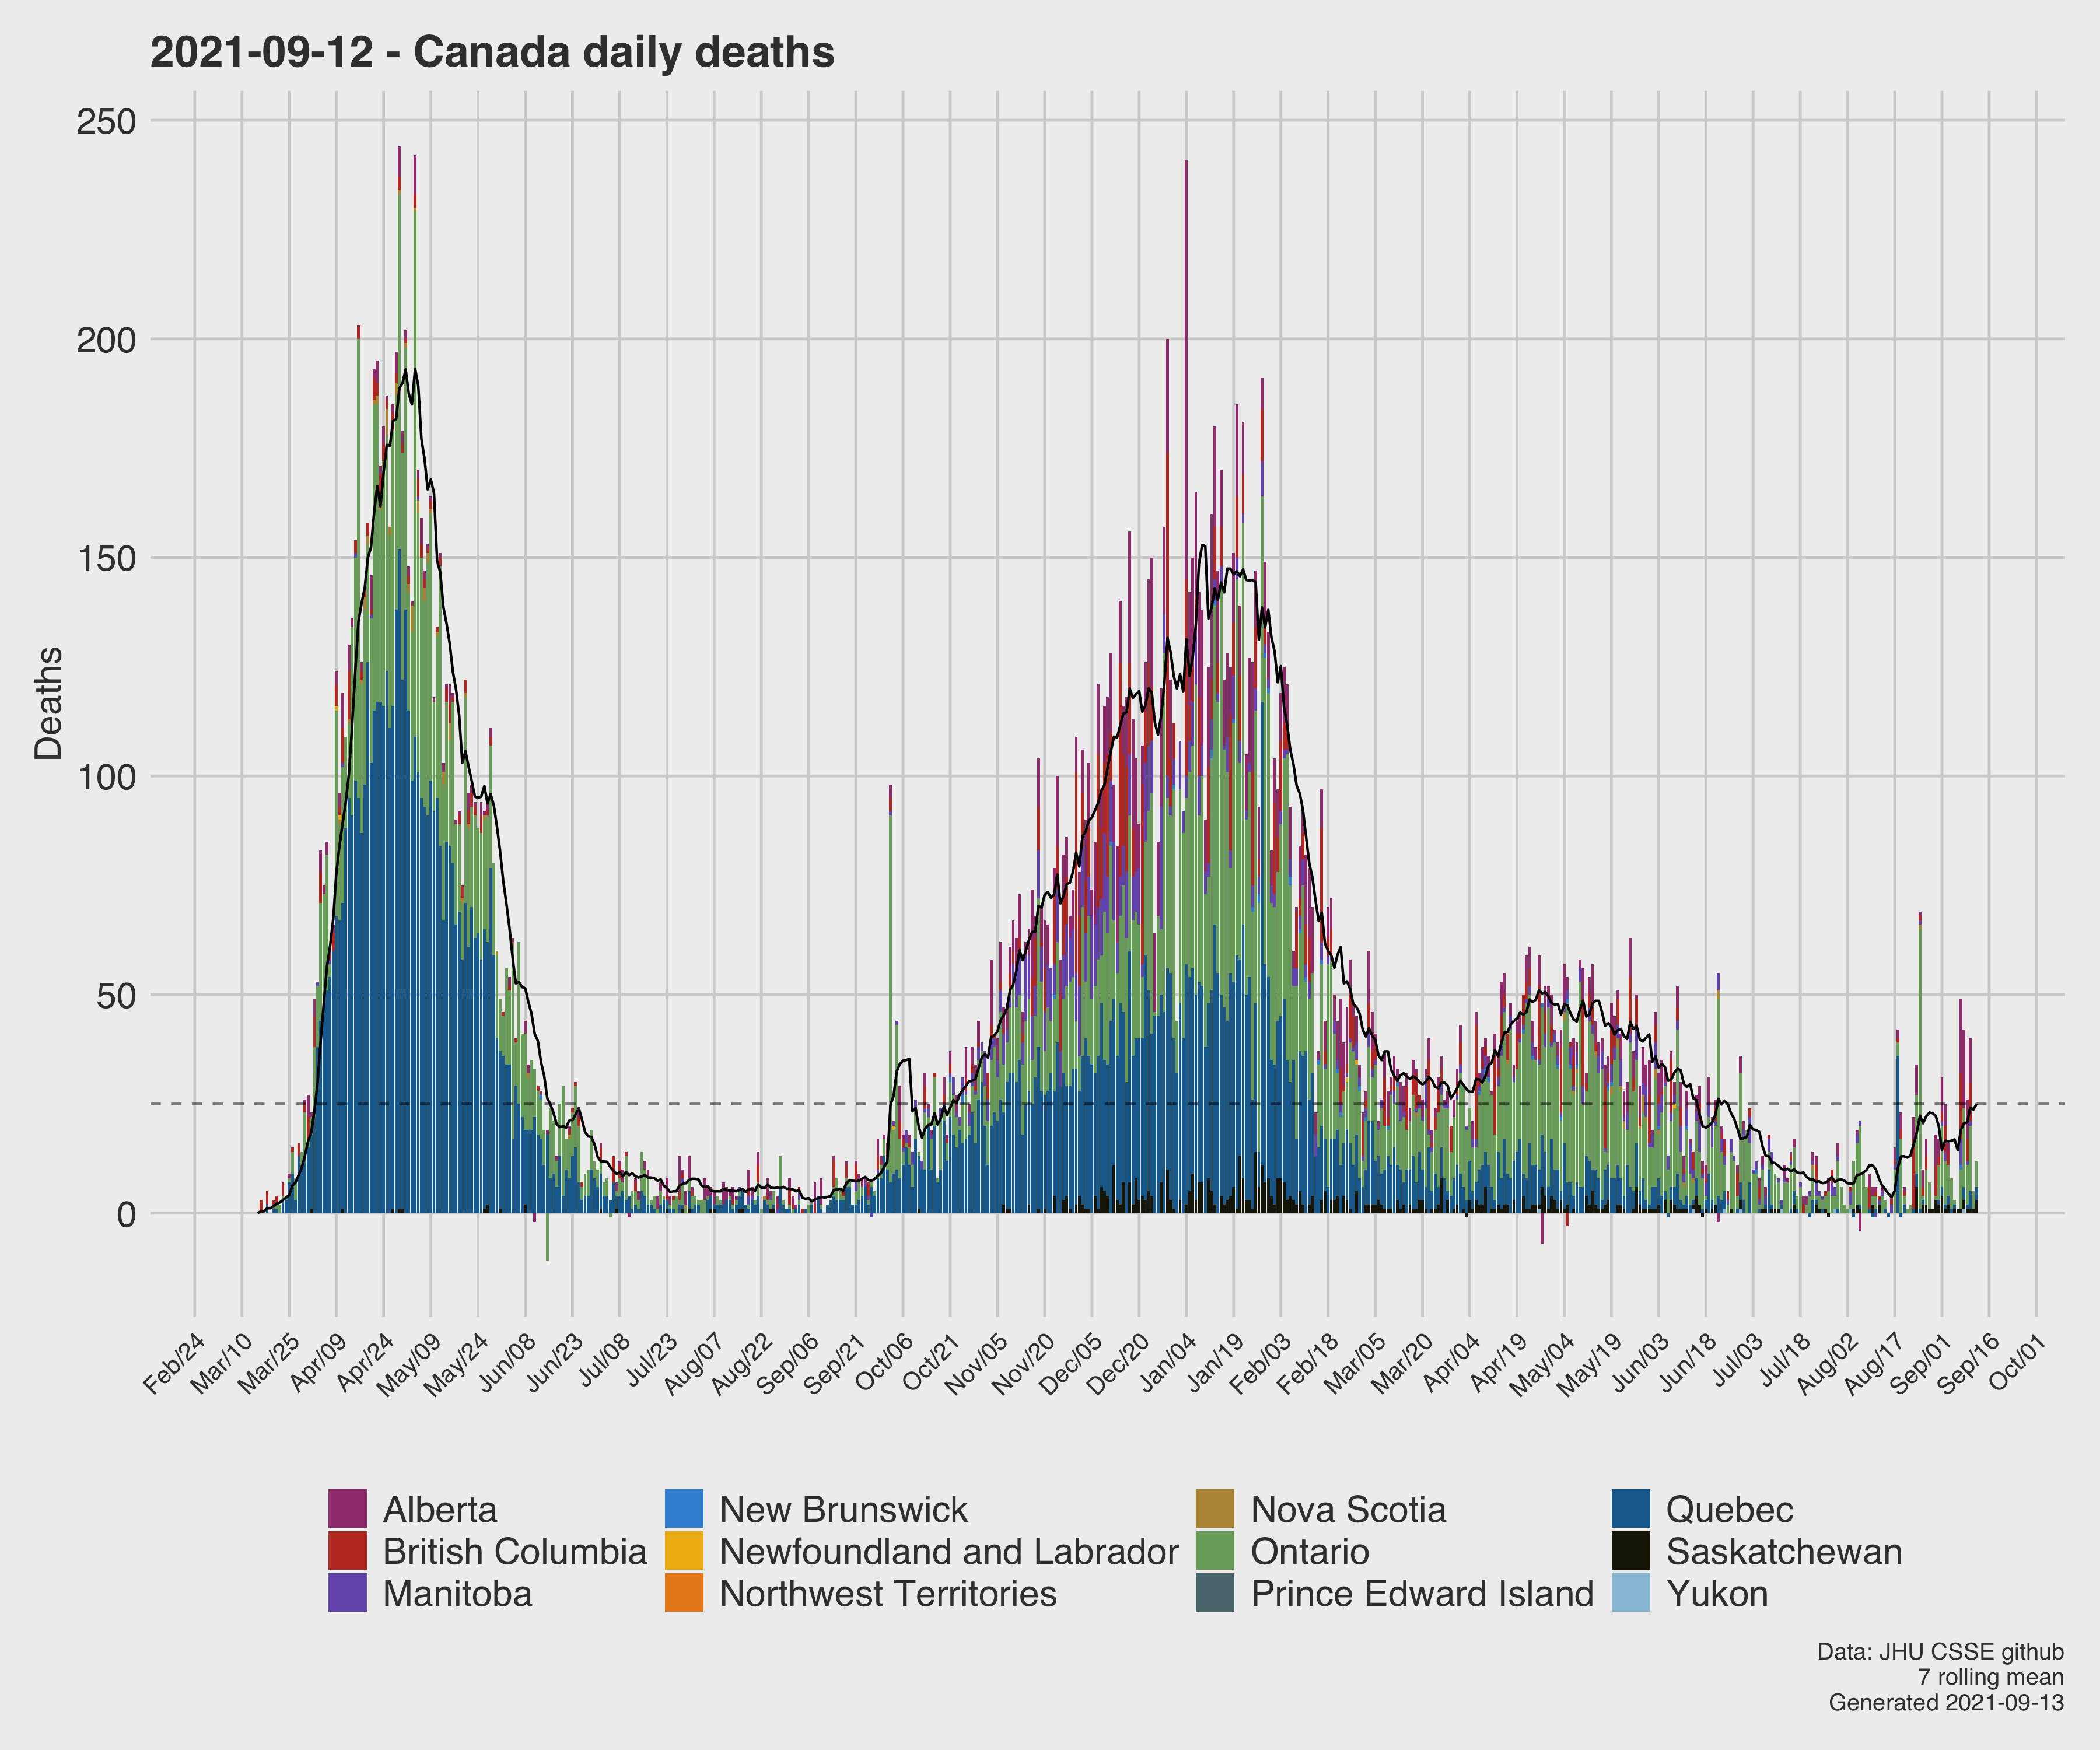 2021-09-12 - Canada daily deaths
250
200
150
100
50
0
Deaths
Feb/24
Mar/10
Mar/25
Apr/09
Apr/24
May/09
May/24
Jun/08
Jun/23
Jul/08
Jul/23
Aug/07
Aug/22
Sep/06
Sep/21
Oct/06
Oct/21
Nov/05
Nov/20
Dec/05
Dec/20
Jan/04
Jan/19
Feb/03
Feb/18
Mar/05
Mar/20
Apr/04
Apr/19
May/04
May/19
Jun/03
Jun/18
Jul/03
Jul/18
Aug/02
Aug/17
Sep/01
Sep/16
Oct/01
Alberta
British Columbia
Manitoba
New Brunswick
Newfoundland and Labrador
Northwest Territories
Nova Scotia
Ontario
Prince Edward Island
Quebec
Saskatchewan
Yukon
Data: JHU CSSE github
7 rolling mean
Generated 2021-09-13